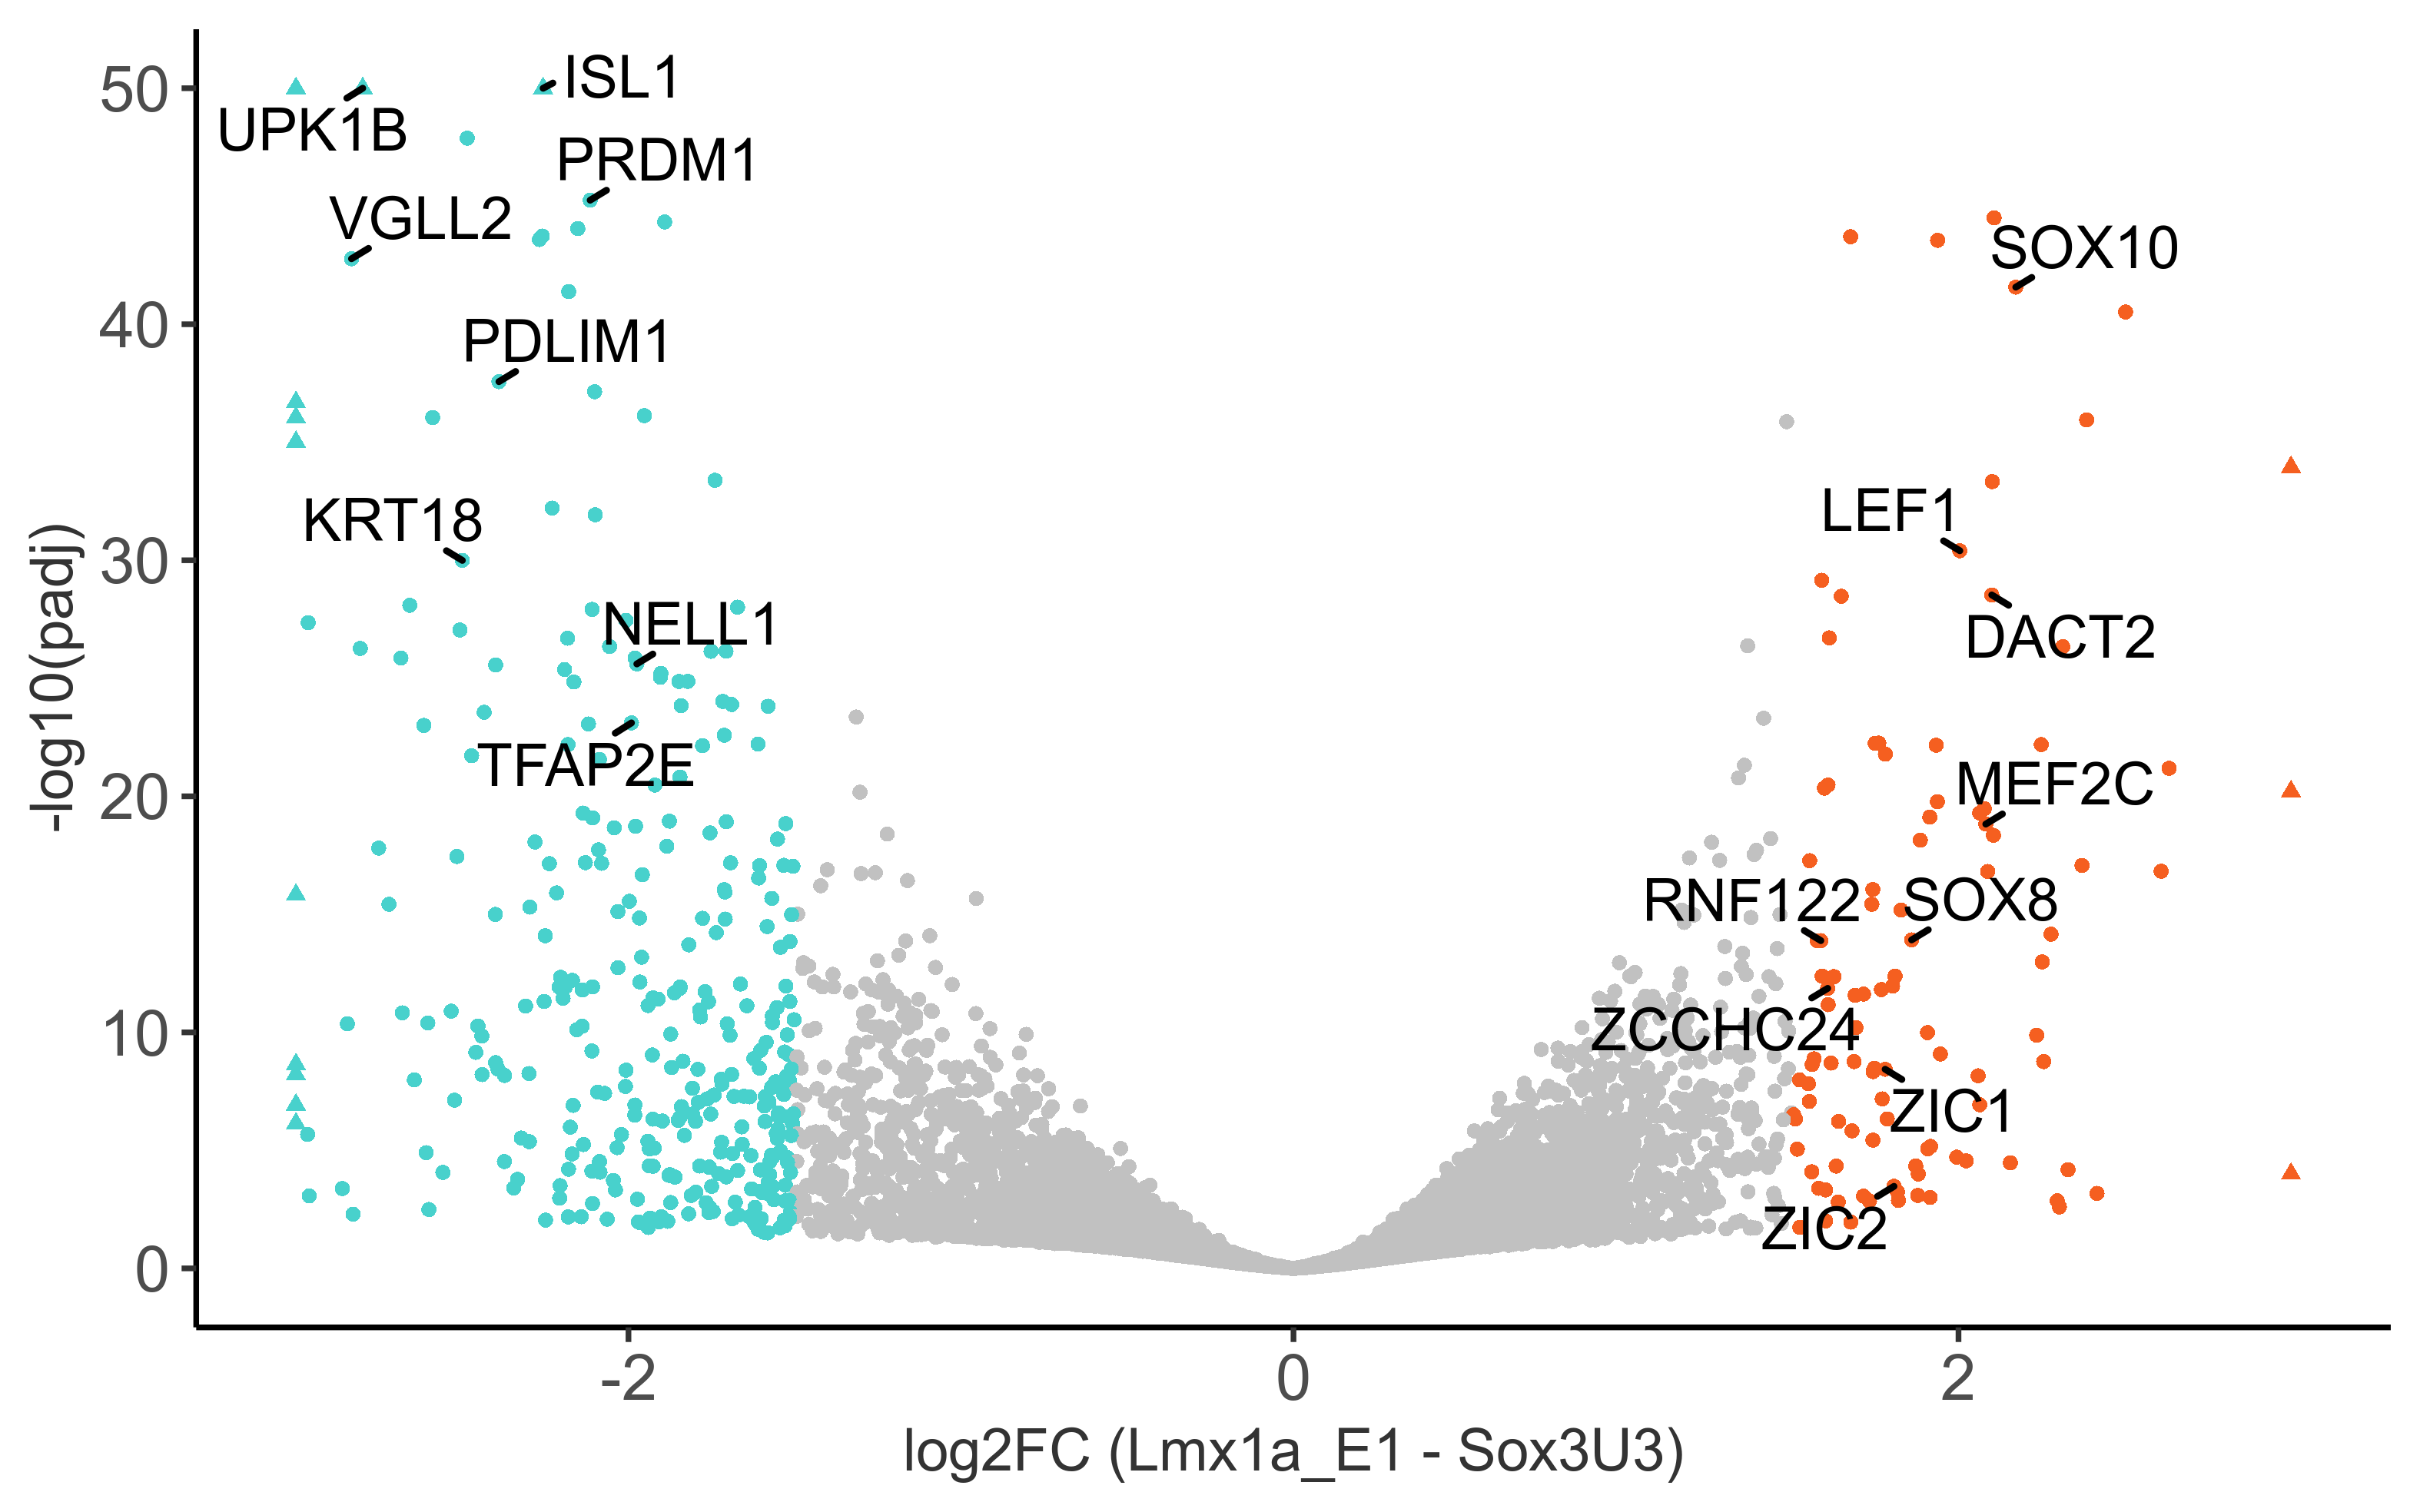 50
40
30
20
10
0
-log10(padj)
ISL1
UPK1B
PRDM1
VGLL2
SOX10
PDLIM1
LEF1
KRT18
NELL1
DACT2
TFAP2E
MEF2C
RNF122
SOX8
ZCCHC24
ZIC1
ZIC2
-2
0
2
log2FC (Lmx1a_E1 - Sox3U3)